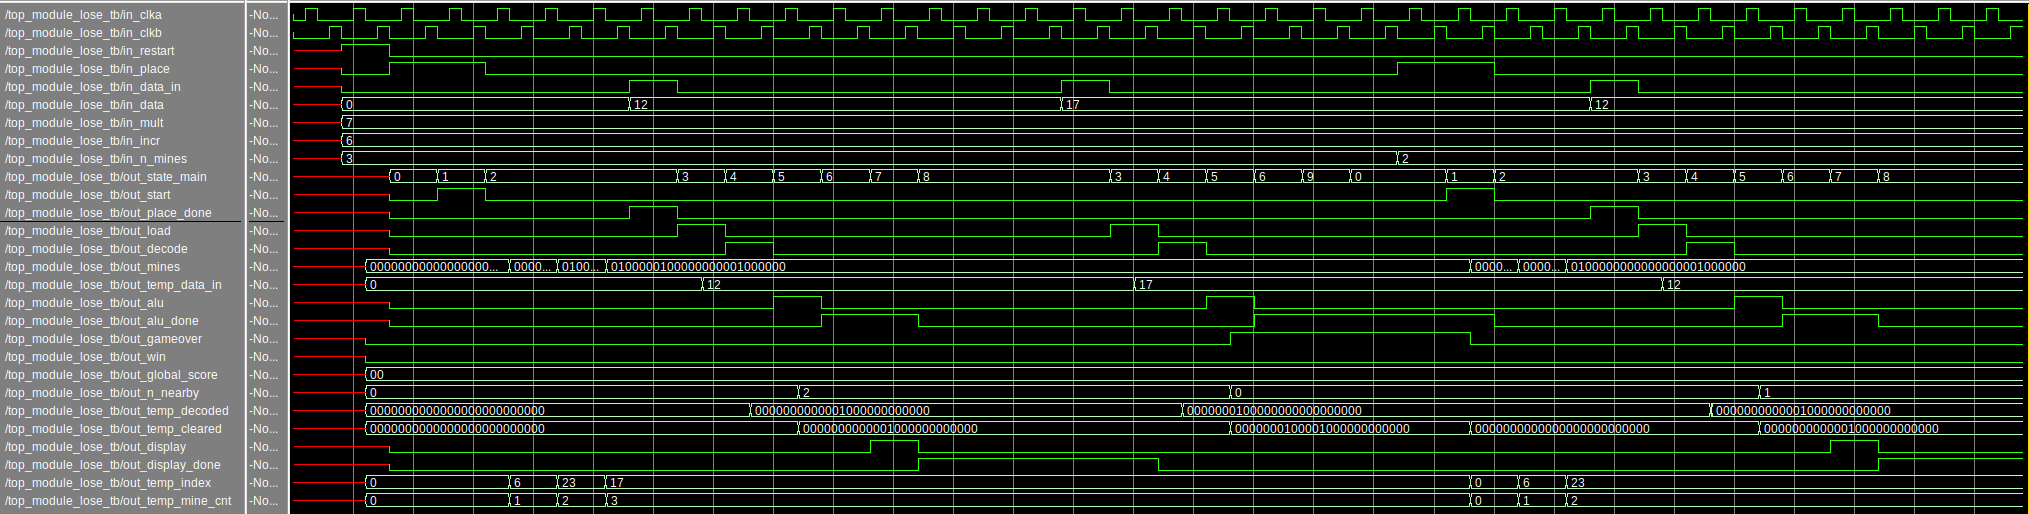 /top_module_lose_tb/in_clka -No...
/top_module_lose_tb/in_clkb -No...
/top_module_lose_tb/in_restart -No...
/top_module_lose_tb/in_place -No...
/top_module_lose_tb/in_data_in -No...
/top_module_lose_tb/in_data -No... 0 12 17 12
/top_module_lose_tb/in_mult -No... 7
/top_module_lose_tb/in_incr -No... 6
/top_module_lose_tb/in_n_mines -No... 3 2
/top_module_lose_tb/out_state_main -No... 0 1 2 3 4 5 6 7 8 3 4 5 6 9 0 1 2 3 4 5 6 7 8
/top_module_lose_tb/out_start -No...
/top_module_lose_tb/out_place_done -No...
/top_module_lose_tb/out_load -No...
/top_module_lose_tb/out_decode -No...
/top_module_lose_tb/out_mines -No... 00000000000000000... 0000... 0100... 0100000100000000001000000 0000... 0000... 0100000000000000001000000
/top_module_lose_tb/out_temp_data_in -No... 0 12 17 12
/top_module_lose_tb/out_alu -No...
/top_module_lose_tb/out_alu_done -No...
/top_module_lose_tb/out_gameover -No...
/top_module_lose_tb/out_win -No...
/top_module_lose_tb/out_global_score -No... 00
/top_module_lose_tb/out_n_nearby -No... 0 2 0 1
/top_module_lose_tb/out_temp_decoded -No... 0000000000000000000000000 0000000000001000000000000 0000000100000000000000000 0000000000001000000000000
/top_module_lose_tb/out_temp_cleared -No... 0000000000000000000000000 0000000000001000000000000 0000000100001000000000000 0000000000000000000000000 0000000000001000000000000
/top_module_lose_tb/out_display -No...
/top_module_lose_tb/out_display_done -No...
/top_module_lose_tb/out_temp_index -No... 0 6 23 17 0 6 23
/top_module_lose_tb/out_temp_mine_cnt -No... 0 1 2 3 0 1 2